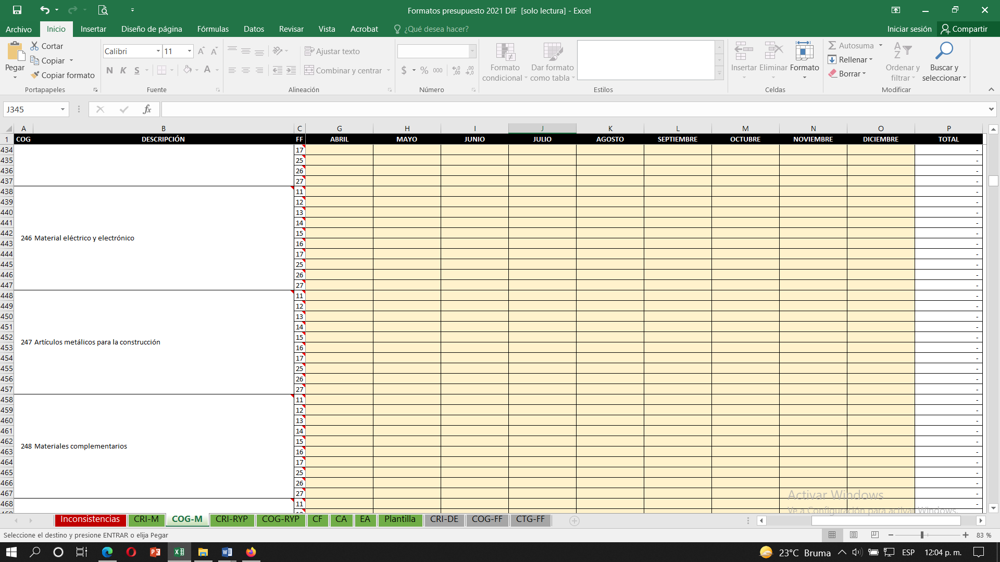 Formatos presupuesto 2021 DIF [solo lectura] - Excel
Archivo Inicio Insertar Diseño de página Fórmulas Datos Revisar Vista Acrobat ¿Qué desea hacer? Iniciar sesión Compartir
Pegar Cortar Copiar Copiar formato
Calibri 11 N K S A A A
Ajustar texto
Combinar y centrar
$ % 000
Formato condicional
Dar formato como tabla
Insertar Eliminar Formato
Autosuma
Rellenar
Borrar
Ordenar y filtrar
Buscar y seleccionar
Portapapeles Fuente Alineación Número Estilos Celdas Modificar
J345 fx
A B C G H I J K L M N O P
1 COG DESCRIPCIÓN FF ABRIL MAYO JUNIO JULIO AGOSTO SEPTIEMBRE OCTUBRE NOVIEMBRE DICIEMBRE TOTAL
434 17 -
435 25 -
436 26 -
437 27 -
438 11 -
439 12 -
440 13 -
441 14 -
442 15 -
246 Material eléctrico y electrónico
443 16 -
444 17 -
445 25 -
446 26 -
447 27 -
448 11 -
449 12 -
450 13 -
451 14 -
452 15 -
247 Artículos metálicos para la construcción
453 16 -
454 17 -
455 25 -
456 26 -
457 27 -
458 11 -
459 12 -
460 13 -
461 14 -
462 15 -
248 Materiales complementarios
463 16 -
464 17 -
465 25 -
466 26 -
467 27 -
468 11 -
Activar Windows
Ve a Configuración para activar Windows.
Inconsistencias CRI-M COG-M CRI-RYP COG-RYP CF CA EA Plantilla CRI-DE COG-FF CTG-FF
Seleccione el destino y presione ENTRAR o elija Pegar 83 %
23°C Bruma ESP 12:04 p. m.